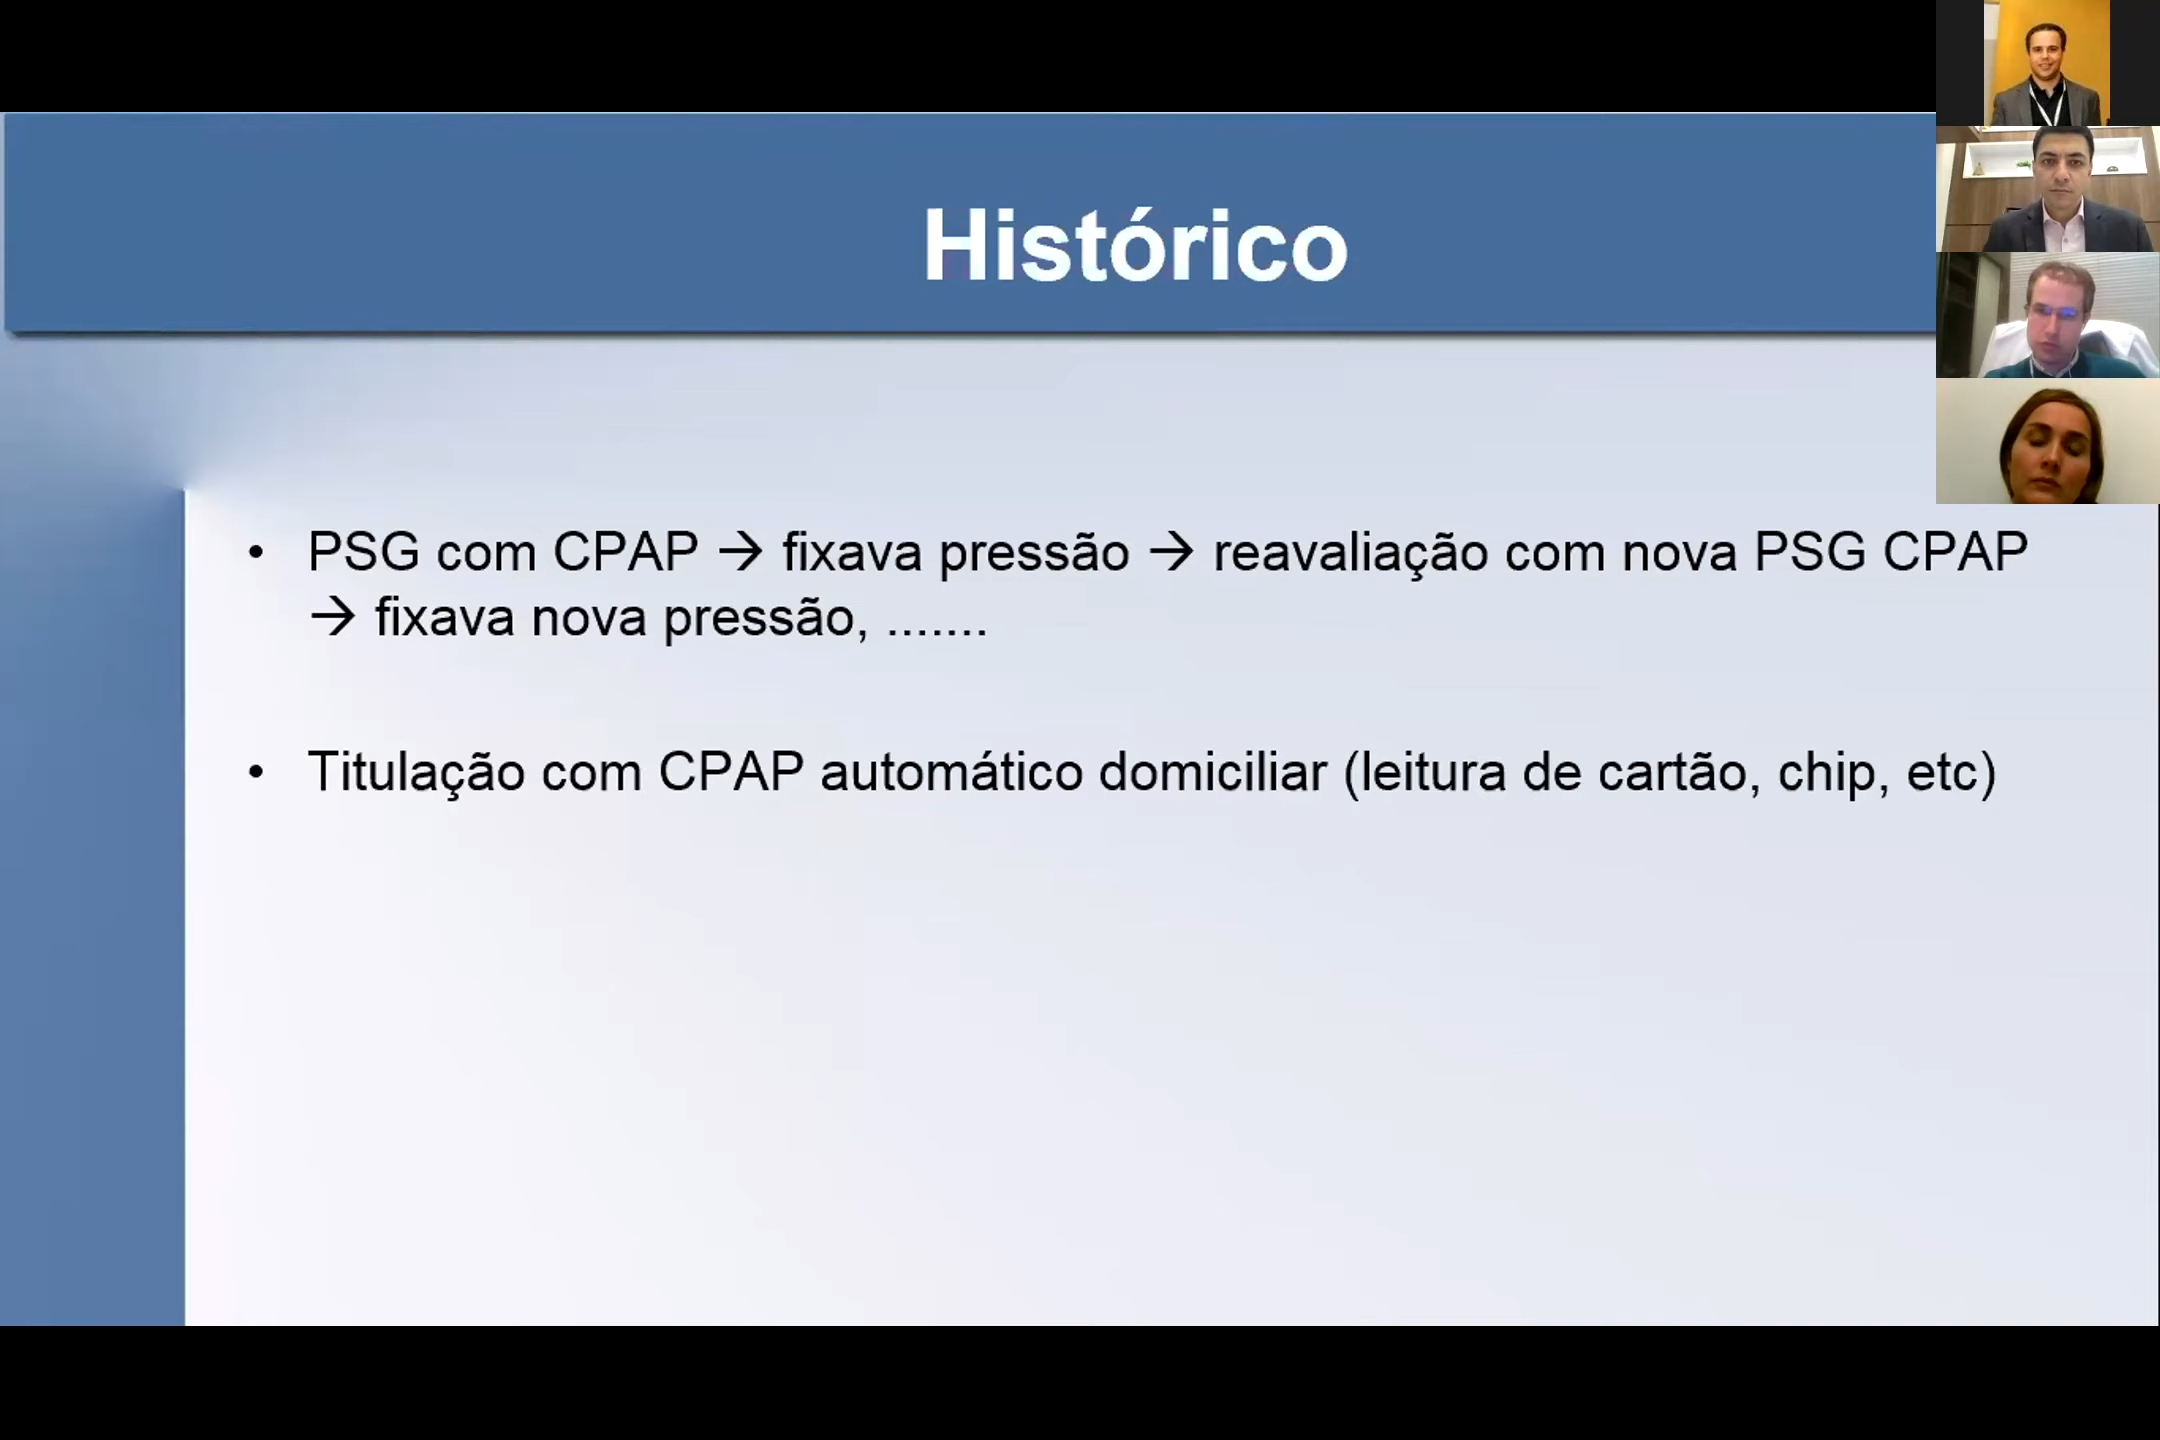 Histórico
• PSG com CPAP → fixava pressão → reavaliação com nova PSG CPAP
→ fixava nova pressão, .......
• Titulação com CPAP automático domiciliar (leitura de cartão, chip, etc)